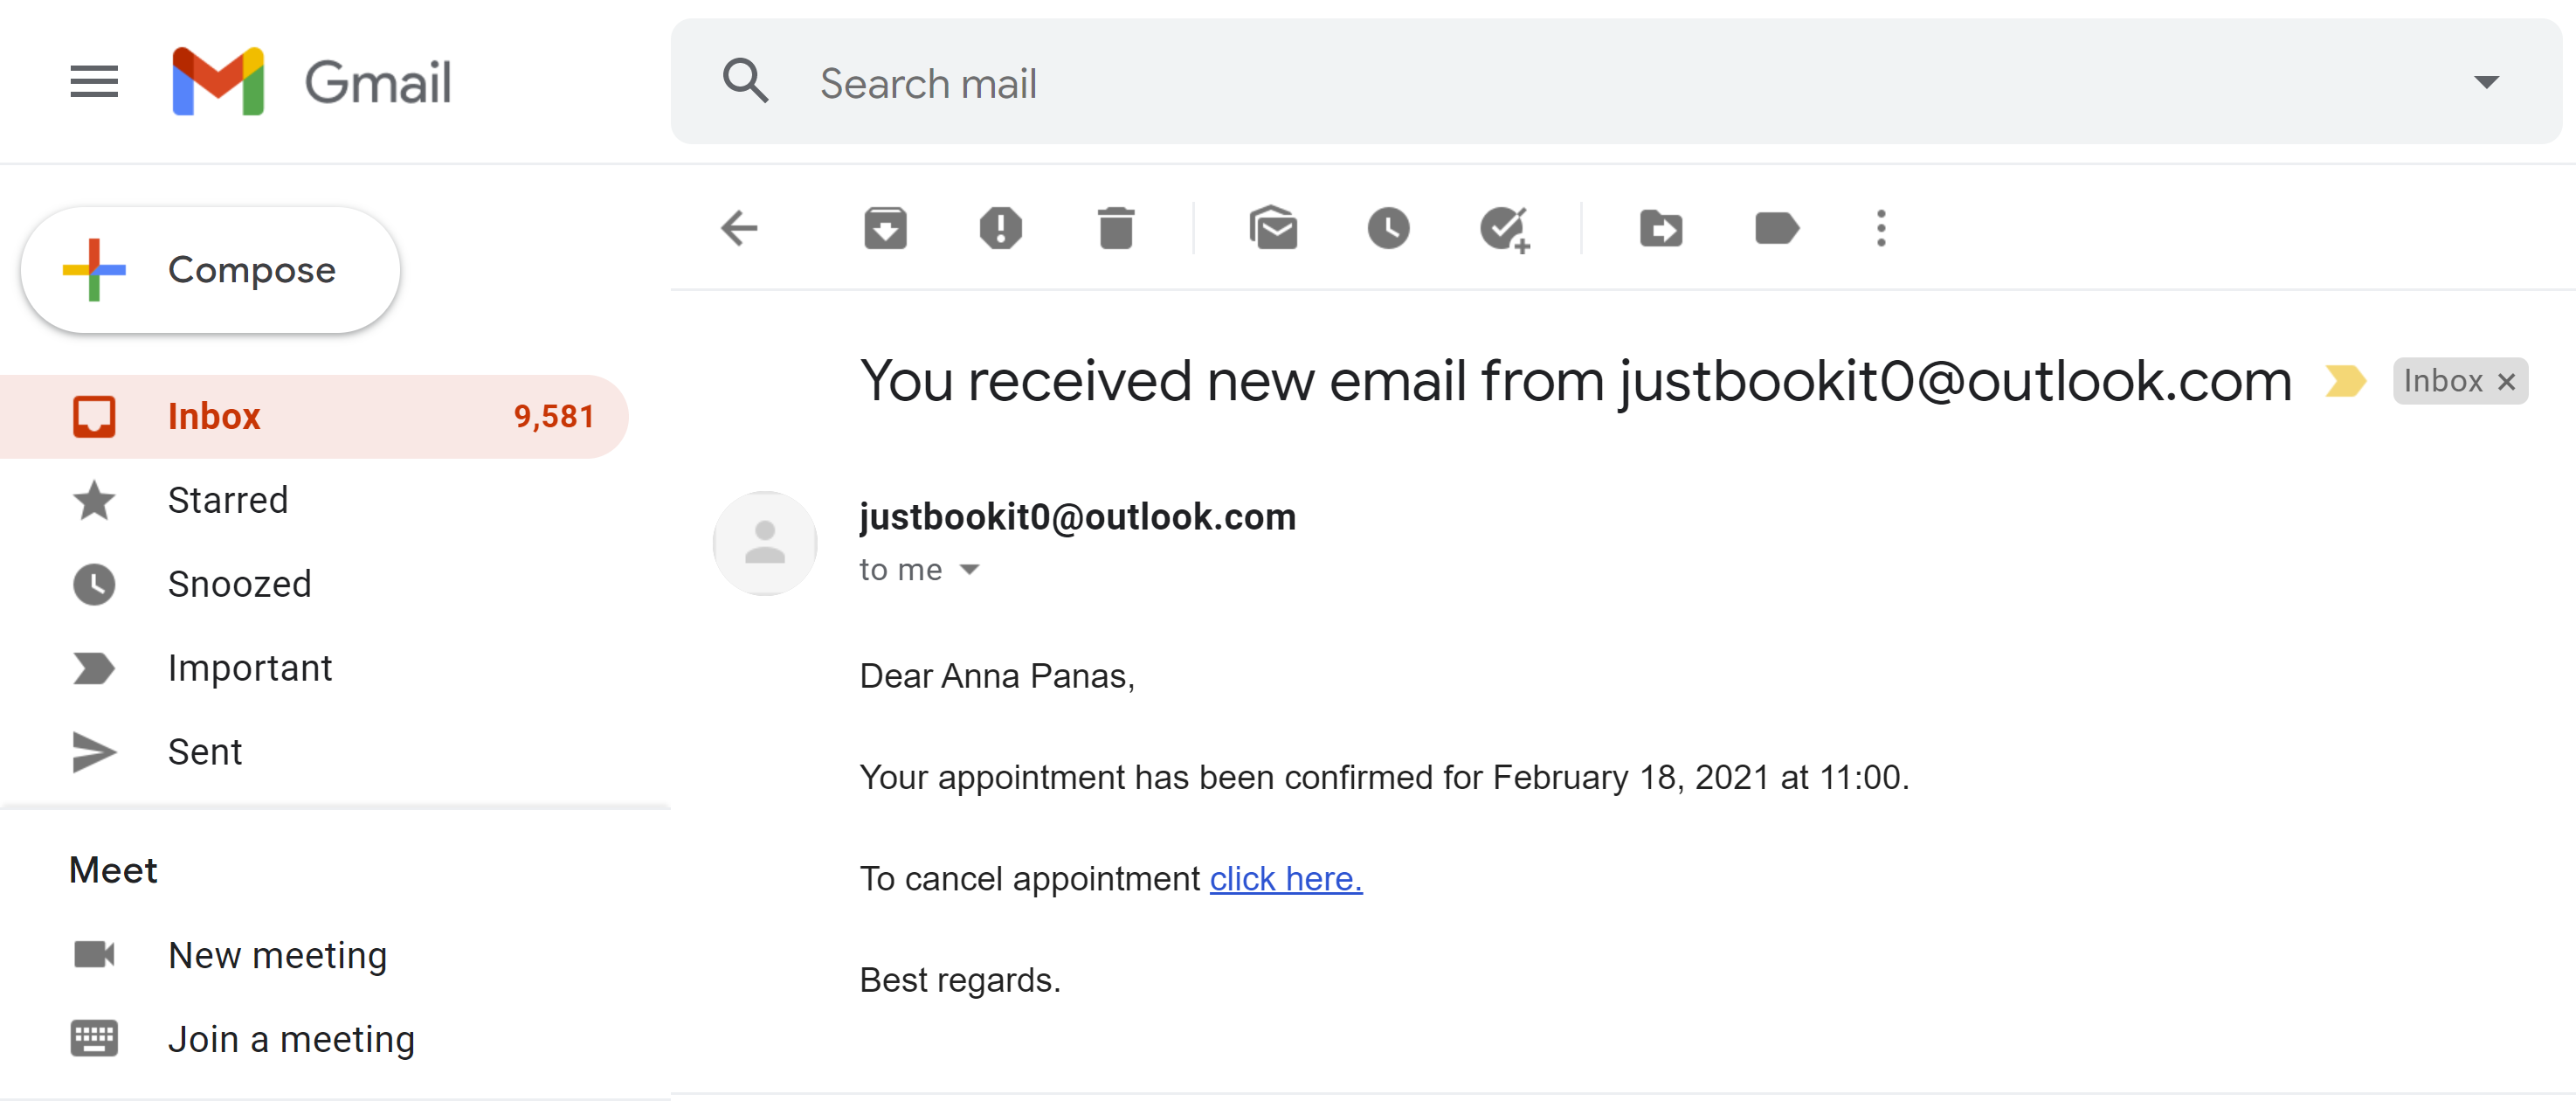 Gmail
Search mail
Compose
Inbox 9,581
Starred
Snoozed
Important
Sent
Meet
New meeting
Join a meeting
You received new email from justbookit0@outlook.com Inbox ×
justbookit0@outlook.com
to me
Dear Anna Panas,
Your appointment has been confirmed for February 18, 2021 at 11:00.
To cancel appointment click here.
Best regards.